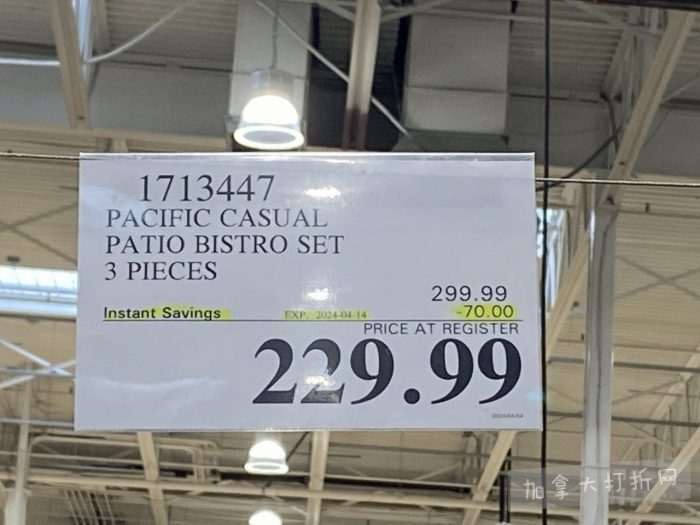 1713447
PACIFIC CASUAL
PATIO BISTRO SET
3 PIECES
299.99
Instant Savings EXP. 2024-04-14 -70.00
PRICE AT REGISTER
229.99
加拿大打折网